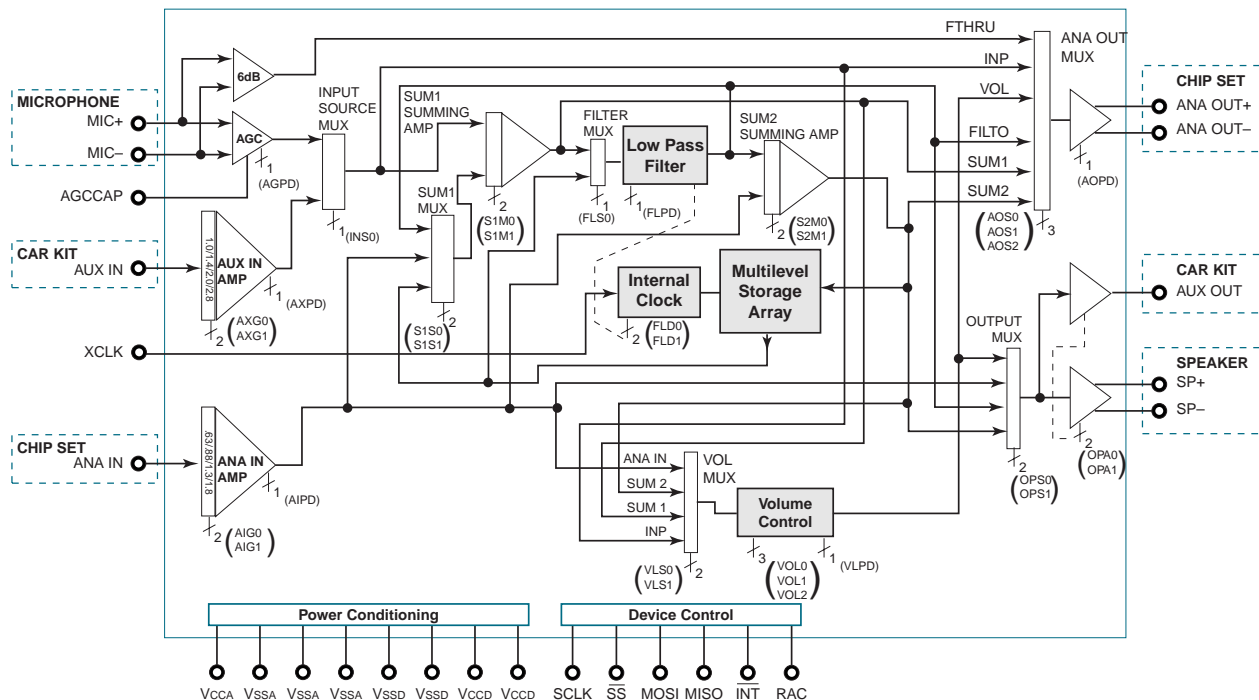 FTHRU
ANA OUT
MUX
6dB
INP
MICROPHONE
MIC+
MIC–
INPUT
SOURCE
MUX
SUM1
SUMMING
AMP
FILTER
MUX
Low Pass
Filter
SUM2
SUMMING AMP
VOL
FILTO
SUM1
SUM2
CHIP SET
ANA OUT+
ANA OUT–
AGC
1
(AGPD)
AGCCAP
1
(INS0)
SUM1
MUX
2
(S1M0
S1M1)
1
(FLS0)
1
(FLPD)
2
(S2M0
S2M1)
(AOS0
AOS1
AOS2)
3
1
(AOPD)
CAR KIT
AUX IN
1.0/1.4/2.0/2.8
AUX IN
AMP
1
(AXPD)
2
(AXG0
AXG1)
2
(S1S0
S1S1)
Internal
Clock
2
(FLD0
FLD1)
Multilevel
Storage
Array
CAR KIT
AUX OUT
OUTPUT
MUX
XCLK
SPEAKER
SP+
SP–
CHIP SET
ANA IN
.63/.88/1.3/1.8
ANA IN
AMP
1
(AIPD)
2
(AIG0
AIG1)
ANA IN
SUM 2
SUM 1
INP
VOL
MUX
(VLS0
VLS1)
2
Volume
Control
3
(VOL0
VOL1
VOL2)
1
(VLPD)
2
(OPS0
OPS1)
2
(OPA0
OPA1)
Power Conditioning
Device Control
VCCA VSSA VSSA VSSA VSSD VSSD VCCD VCCD
SCLK SS MOSI MISO INT RAC